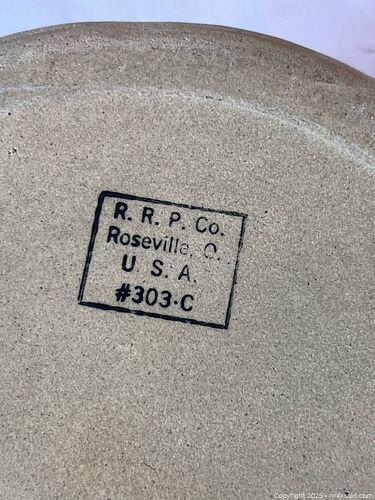 R. R. P. Co.
Roseville, O.
U. S. A.
#303-C
Copyright 2025 - maxsold.com